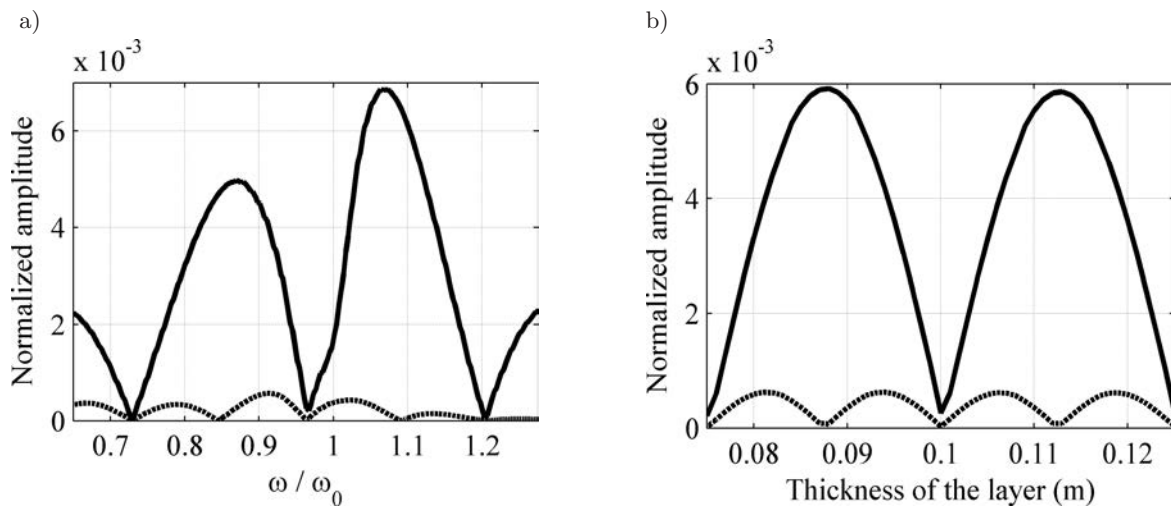 a)
x 10^-3
Normalized amplitude
6
4
2
0
0.7 0.8 0.9 1 1.1 1.2
ω / ω_0
b)
x 10^-3
Normalized amplitude
6
4
2
0
0.08 0.09 0.1 0.11 0.12
Thickness of the layer (m)